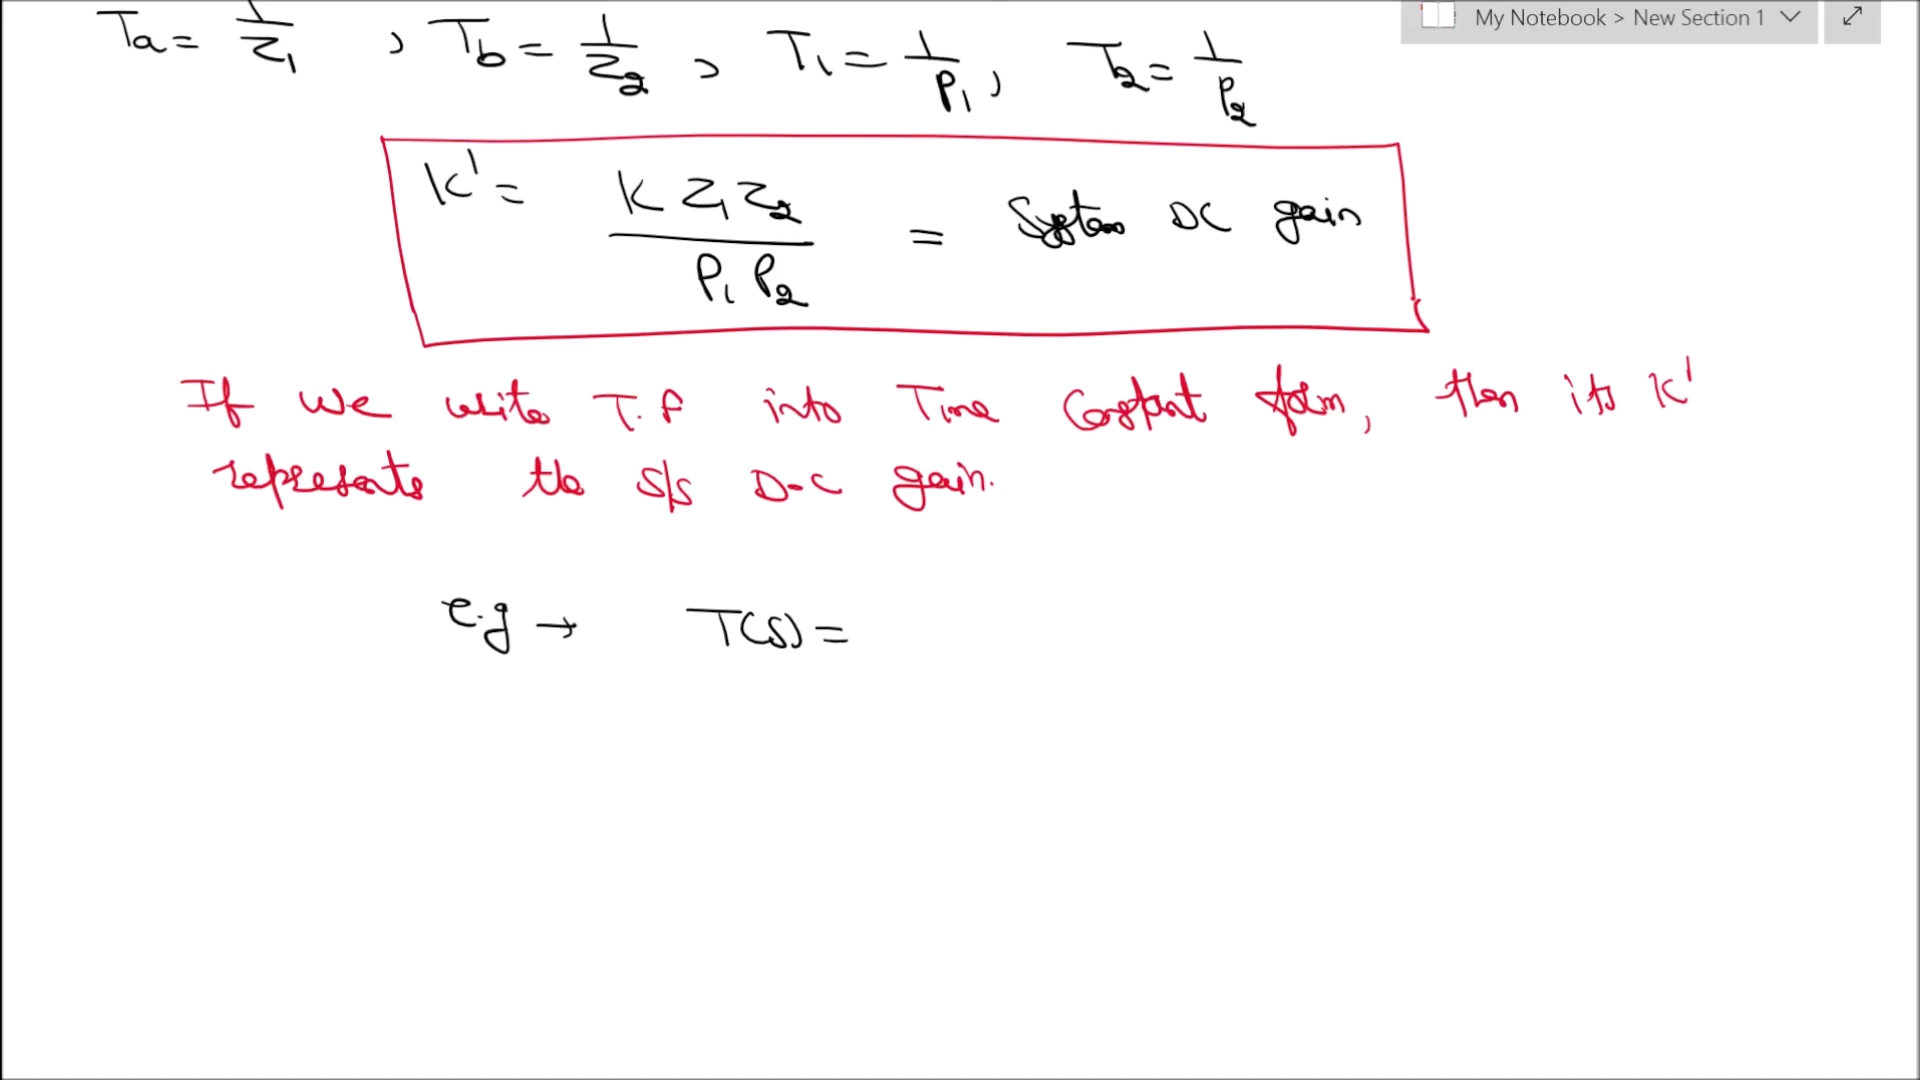 My Notebook > New Section 1
Ta = 1/Z1 , Tb = 1/Z2 , T1 = 1/P1 , T2 = 1/P2
K' = K Z1 Z2 / P1 P2 = System DC gain
If we write T.F into Time Constant form, then its K'
represents the s/s D-C gain.
e.g → T(S) =